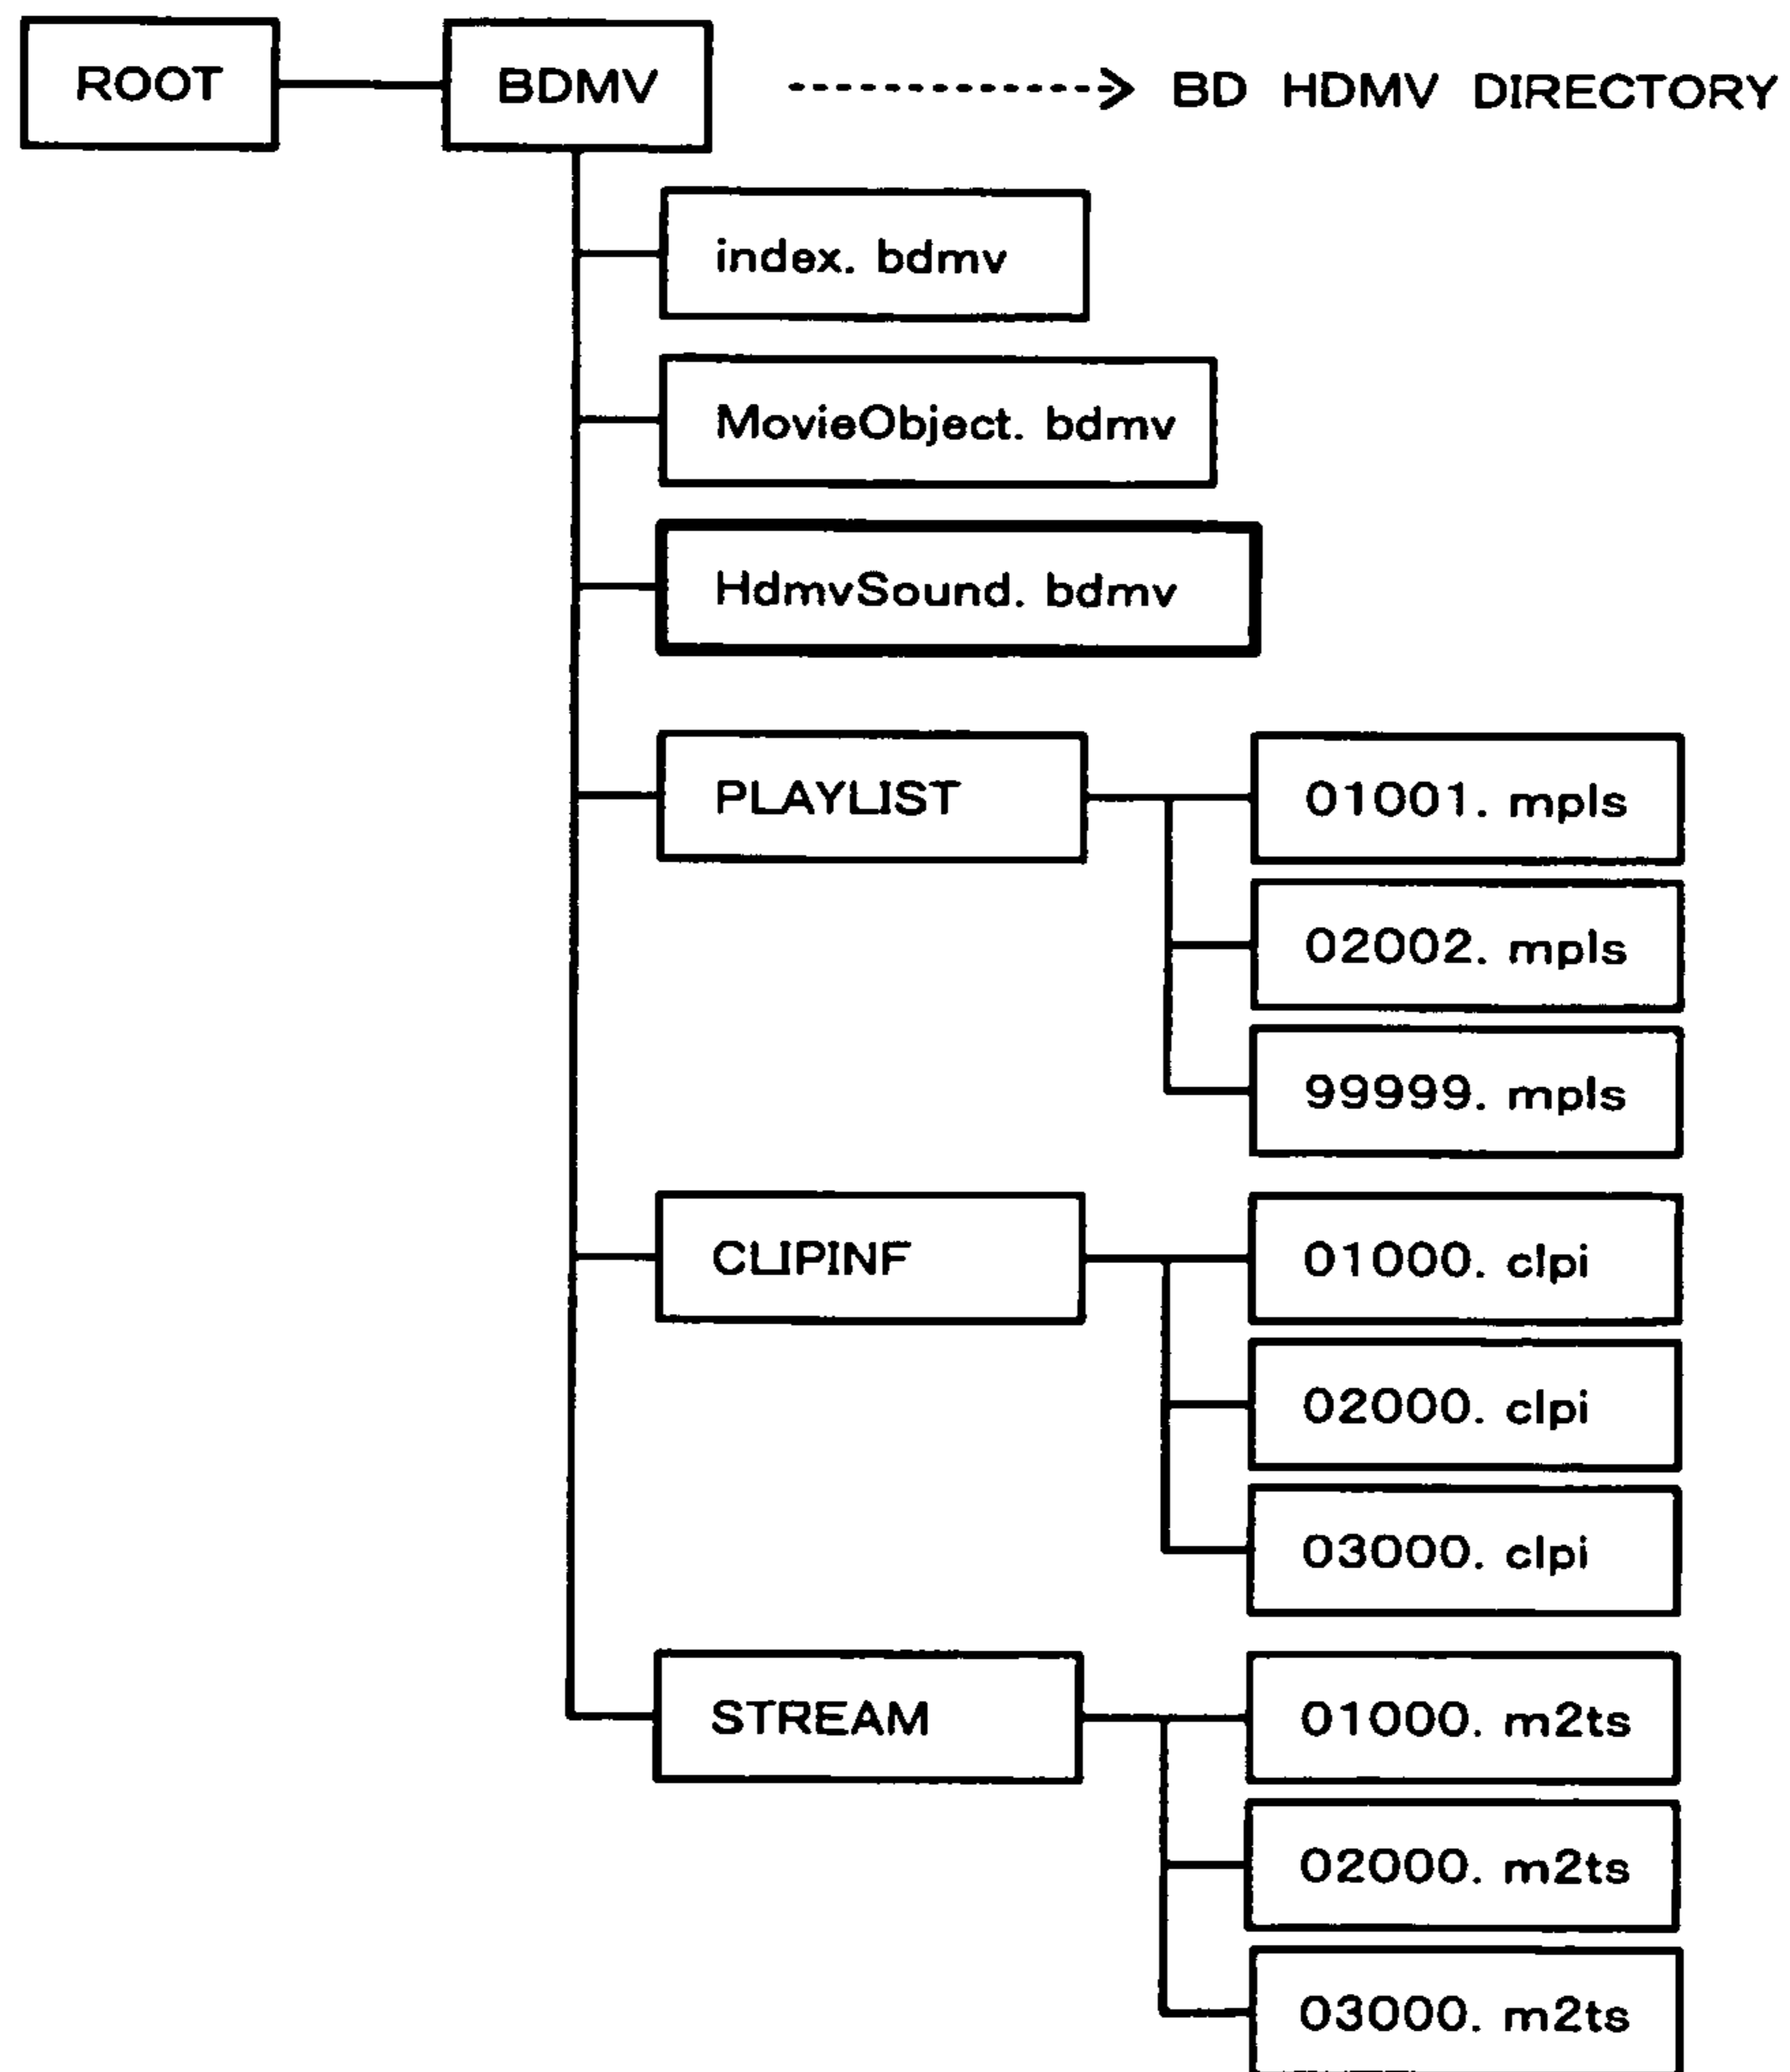 ROOT
BDMV
BD HDMV DIRECTORY
index. bdmv
MovieObject. bdmv
HdmvSound. bdmv
PLAYLIST
01001. mpls
02002. mpls
99999. mpls
CLIPINF
01000. clpi
02000. clpi
03000. clpi
STREAM
01000. m2ts
02000. m2ts
03000. m2ts